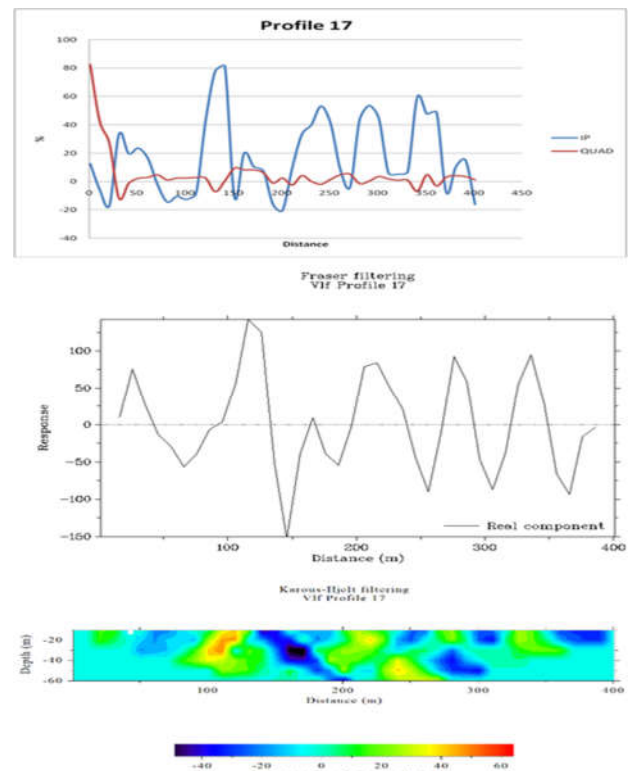 Profile 17
100
80
60
40
20
0
-20
-40
%
0 50 100 150 200 250 300 350 400 450
Distance
IP
QUAD
Fraser filtering
Vlf Profile 17
100
50
0
-50
-100
-150
Response
Real component
100 200 300 400
Distance (m)
Karous-Hjelt filtering
Vlf Profile 17
-20
-40
-60
Depth (m)
100 200 300 400
Distance (m)
-40 -20 0 20 40 60